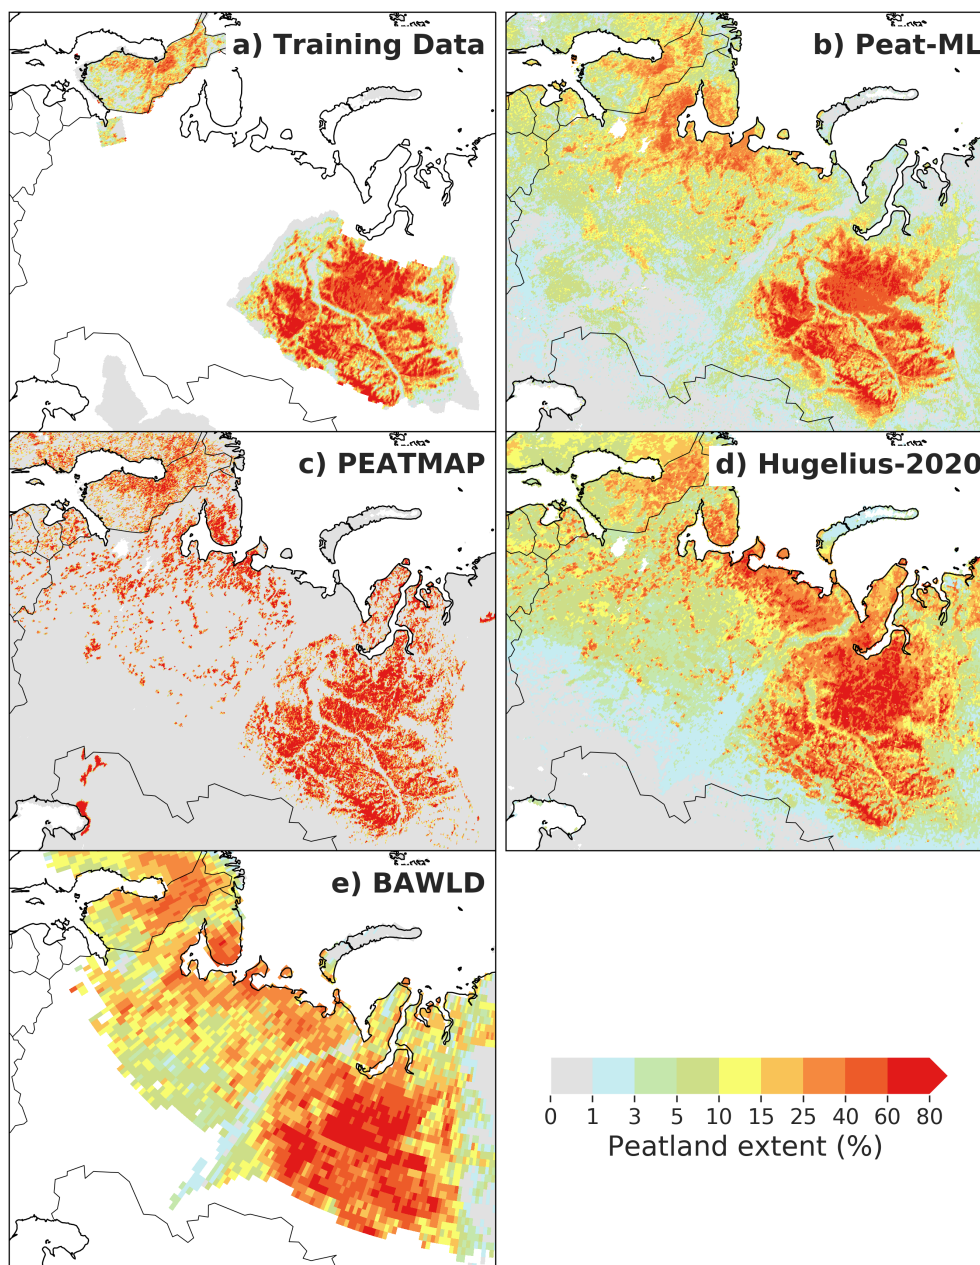 a) Training Data
b) Peat-ML
c) PEATMAP
d) Hugelius-2020
e) BAWLD
0 1 3 5 10 15 25 40 60 80
Peatland extent (%)